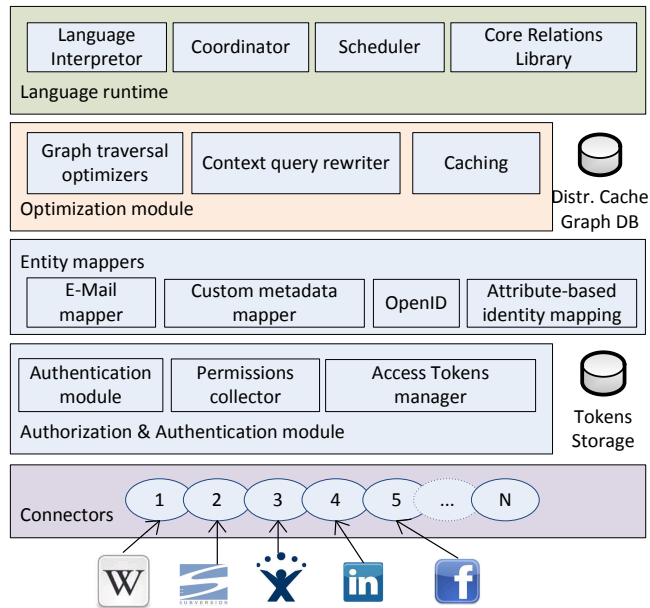 Language
Interpretor
Coordinator
Scheduler
Core Relations
Library
Language runtime
Graph traversal
optimizers
Context query rewriter
Caching
Optimization module
Distr. Cache
Graph DB
Entity mappers
E-Mail
mapper
Custom metadata
mapper
OpenID
Attribute-based
identity mapping
Authentication
module
Permissions
collector
Access Tokens
manager
Authorization & Authentication module
Tokens
Storage
Connectors
1
2
3
4
5
...
N
W
SUBVERSION
in
f